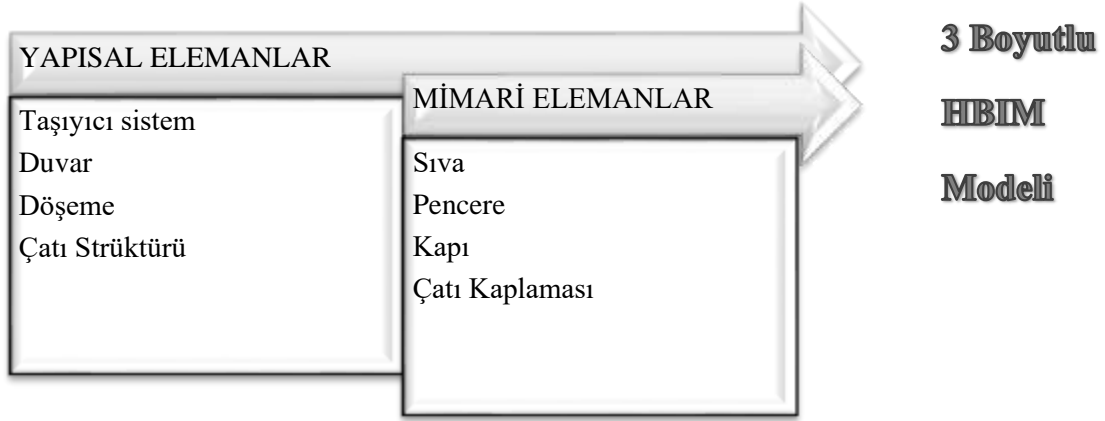 YAPISAL ELEMANLAR
Taşıyıcı sistem
Duvar
Döşeme
Çatı Strüktürü
MİMARİ ELEMANLAR
Sıva
Pencere
Kapı
Çatı Kaplaması
3 Boyutlu
HBIM
Modeli